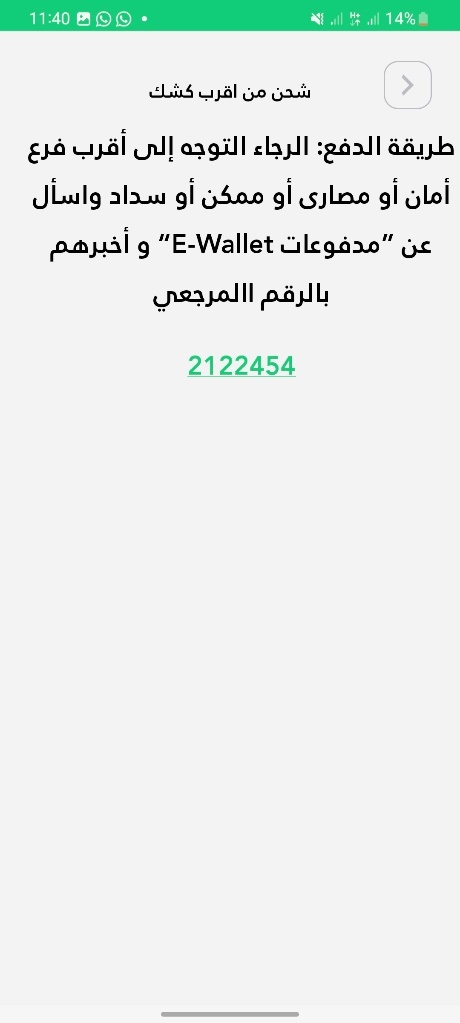 11:40
14%
شحن من اقرب كشك
طريقة الدفع: الرجاء التوجه إلى أقرب فرع
أمان أو مصارى أو ممكن أو سداد واسأل
عن ”مدفوعات E-Wallet“ و أخبرهم
بالرقم االمرجعي
2122454